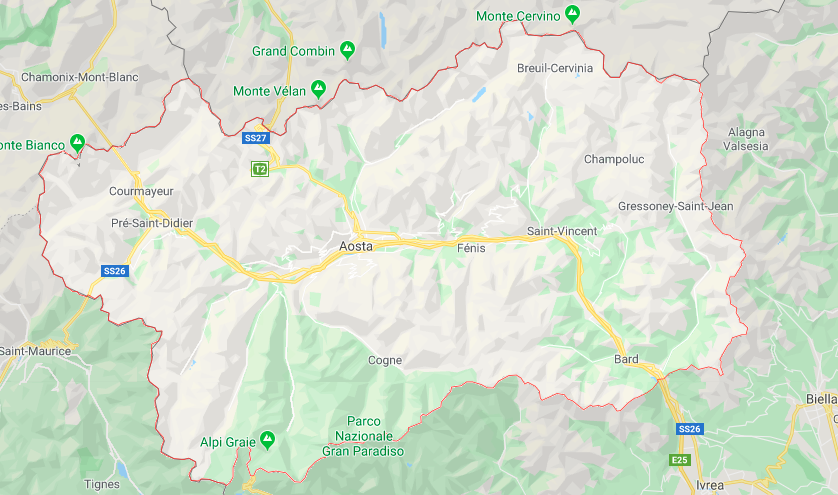 Monte Cervino
Grand Combin
Breuil-Cervinia
Chamonix-Mont-Blanc
Monte Vélan
es-Bains
Alagna
Valsesia
SS27
onte Bianco
Champoluc
T2
Courmayeur
Gressoney-Saint-Jean
Pré-Saint-Didier
Saint-Vincent
Aosta
Fénis
SS26
Saint-Maurice
Cogne
Bard
Biella
Parco
Nazionale
Gran Paradiso
Alpi Graie
SS26
E25
Tignes
Ivrea